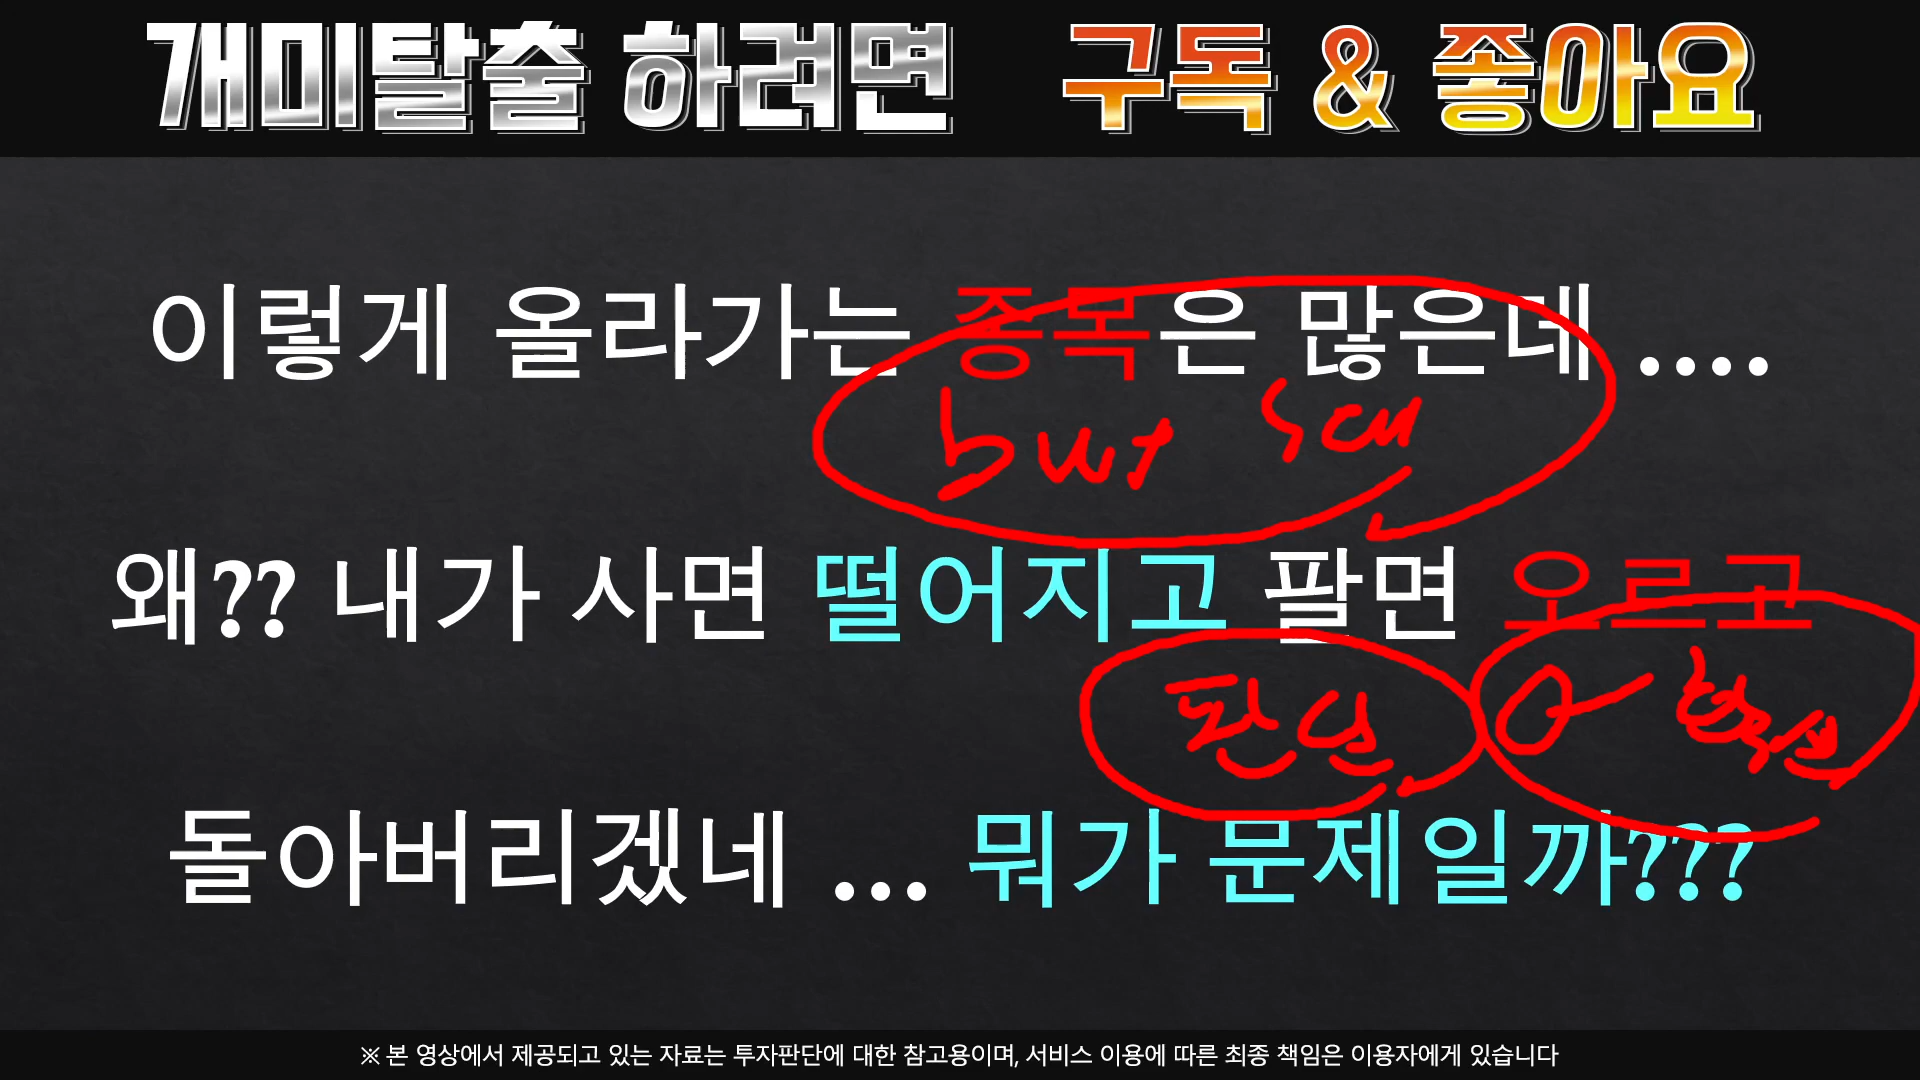 개미탈출 하려면 구독 & 좋아요
이렇게 올라가는 종목은 많은데 ....
but
왜?? 내가 사면 떨어지고 팔면 오르고
판단
돌아버리겠네 ... 뭐가 문제일까???
※ 본 영상에서 제공되고 있는 자료는 투자판단에 대한 참고용이며, 서비스 이용에 따른 최종 책임은 이용자에게 있습니다